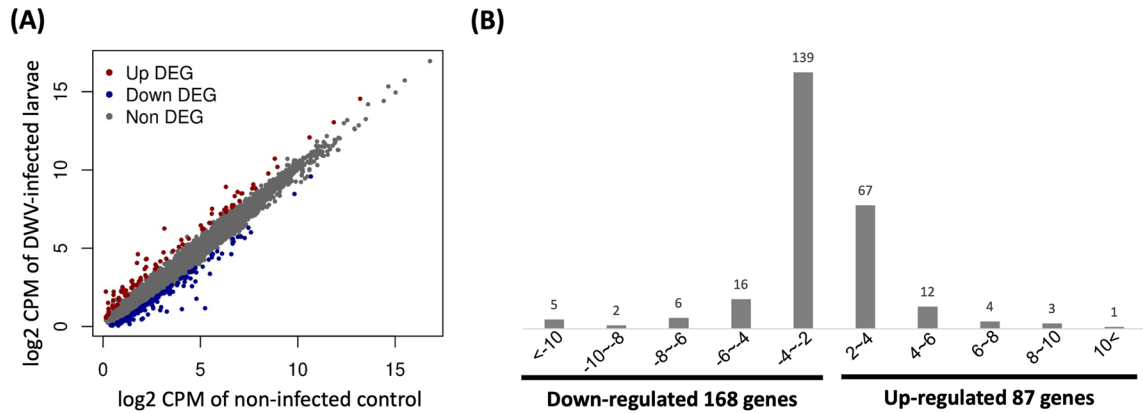 (A)
Up DEG
Down DEG
Non DEG
log2 CPM of DWV-infected larvae
15
10
5
0
0 5 10 15
log2 CPM of non-infected control
(B)
5 2 6 16 139 67 12 4 3 1
<-10 -10~-8 -8~-6 -6~-4 -4~-2 2~4 4~6 6~8 8~10 10<
Down-regulated 168 genes
Up-regulated 87 genes